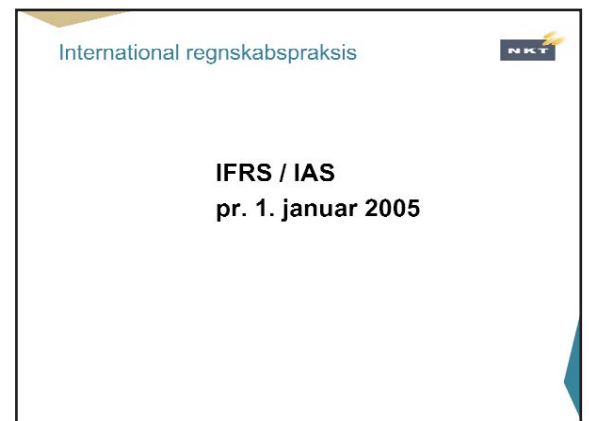 International regnskabspraksis
NKT
IFRS / IAS
pr. 1. januar 2005